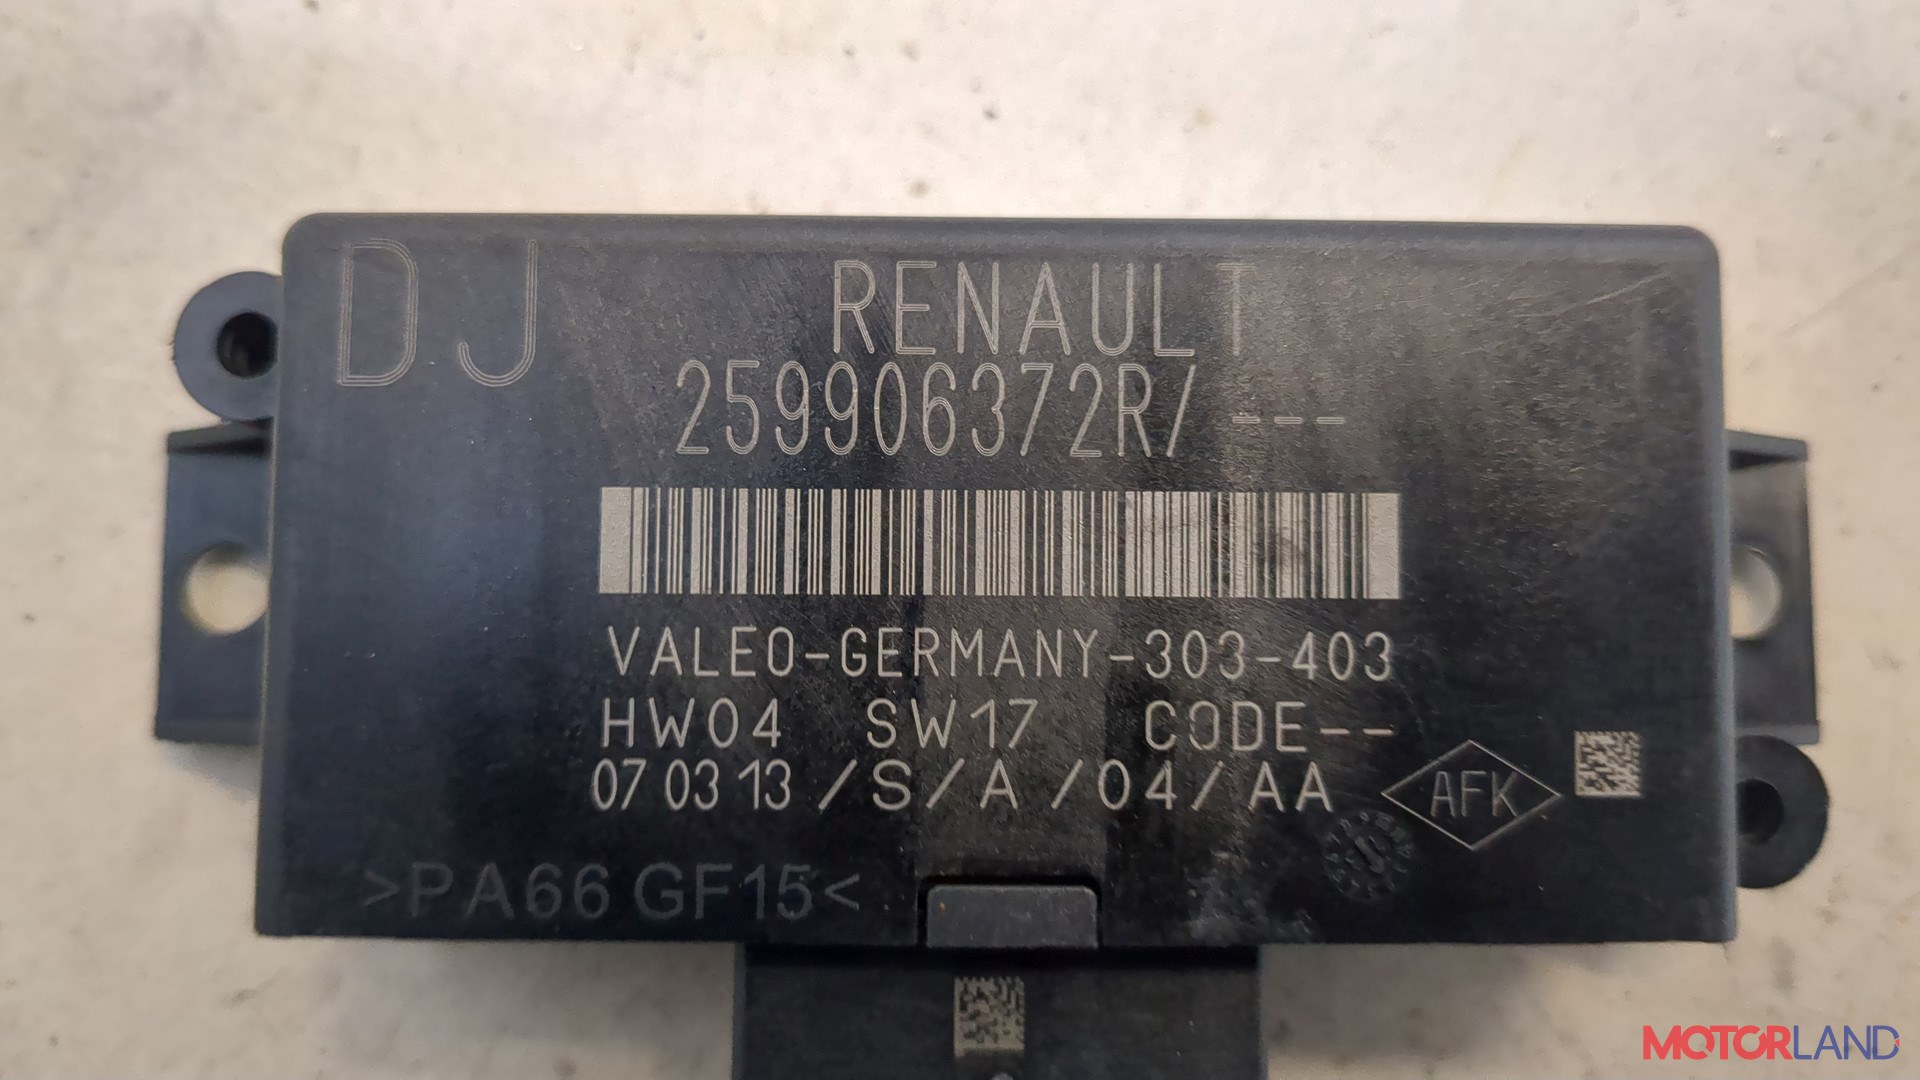 DJ RENAULT
259906372R/ ---
VALEO-GERMANY-303-403
HW04 SW17 CODE--
07 03 13 /S/A /04/AA
AFK
>PA66 GF15<
MOTORLAND